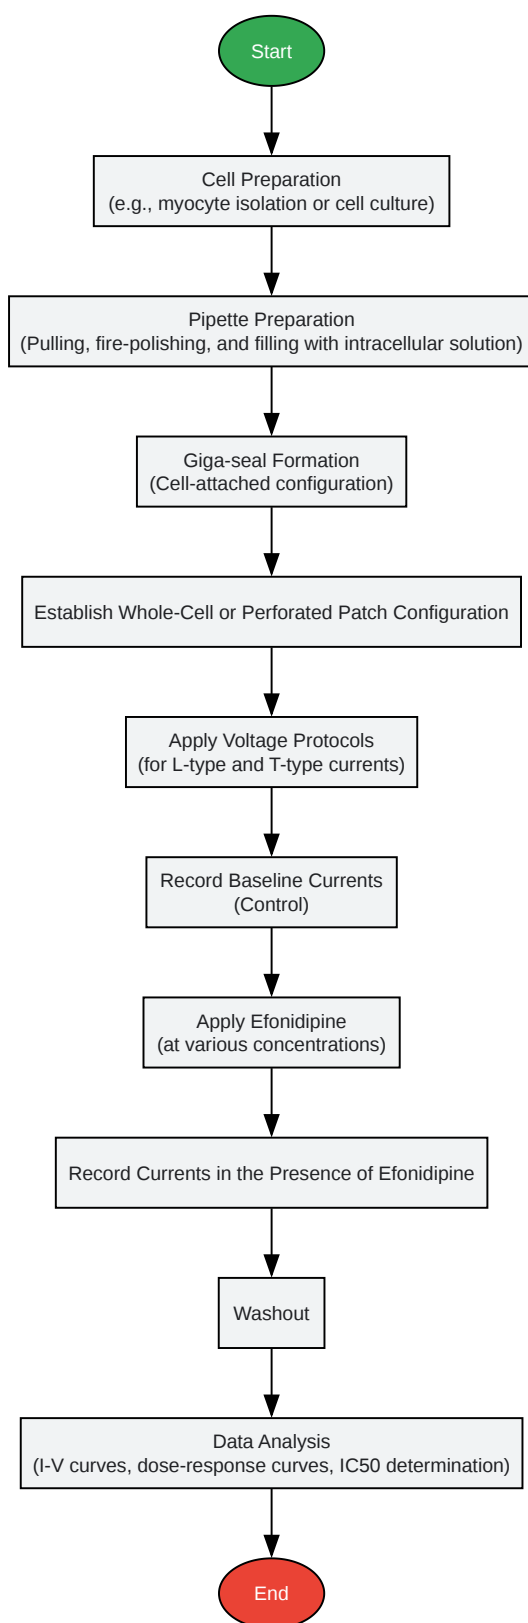 Start
Cell Preparation
(e.g., myocyte isolation or cell culture)
Pipette Preparation
(Pulling, fire-polishing, and filling with intracellular solution)
Giga-seal Formation
(Cell-attached configuration)
Establish Whole-Cell or Perforated Patch Configuration
Apply Voltage Protocols
(for L-type and T-type currents)
Record Baseline Currents
(Control)
Apply Efonidipine
(at various concentrations)
Record Currents in the Presence of Efonidipine
Washout
Data Analysis
(I-V curves, dose-response curves, IC50 determination)
End